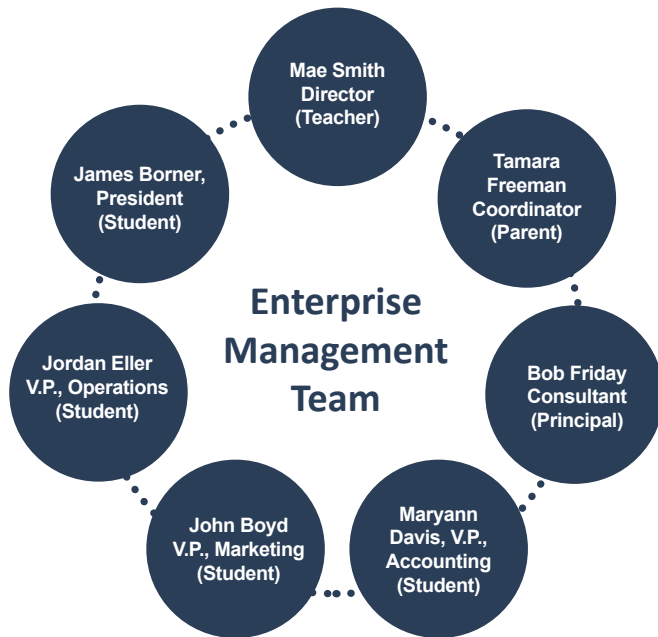 Mae Smith
Director
(Teacher)
Tamara
Freeman
Coordinator
(Parent)
Bob Friday
Consultant
(Principal)
Maryann
Davis, V.P.,
Accounting
(Student)
John Boyd
V.P., Marketing
(Student)
Jordan Eller
V.P., Operations
(Student)
James Borner,
President
(Student)
Enterprise
Management
Team